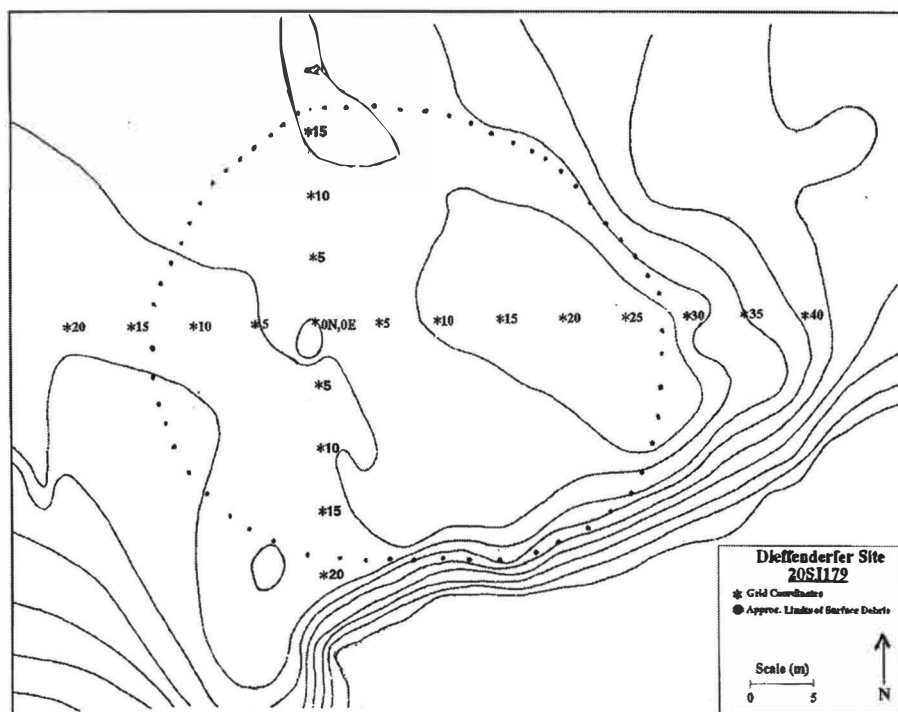 *15
*10
*5
*20 *15 *10 *5 *0N,0E *5 *10 *15 *20 *25 *30 *35 *40
*5
*10
*15
*20
Dieffenderfer Site
20SJ179
* Grid Coordinates
● Approx. Limits of Surface Debris
Scale (m)
0 5
N